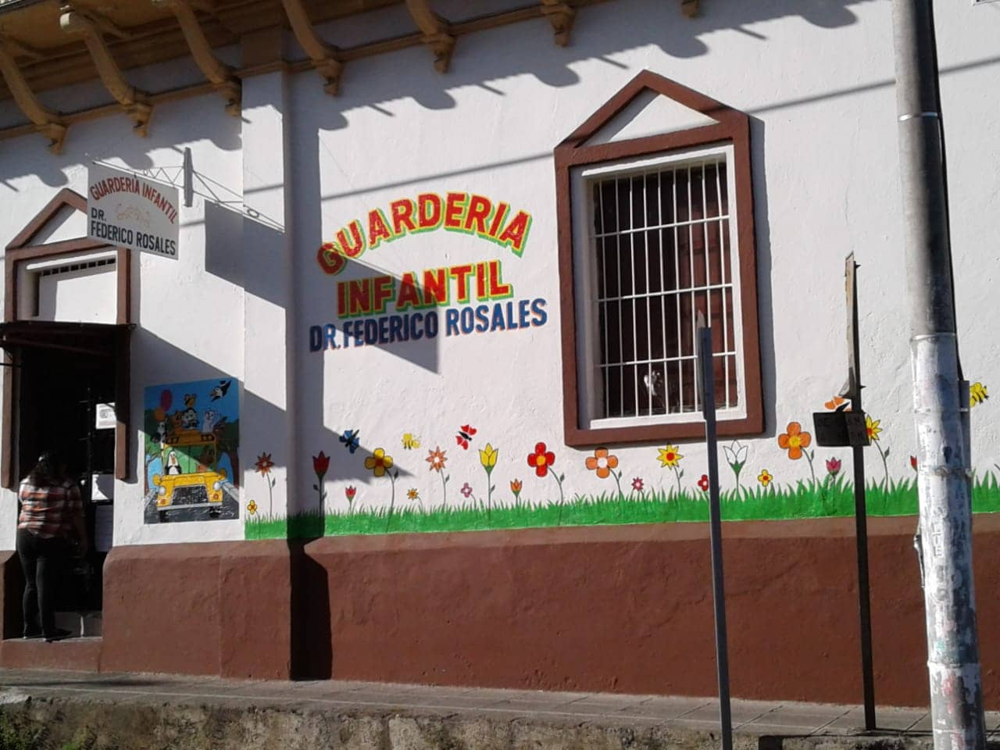 GUARDERIA INFANTIL
DR.
FEDERICO ROSALES
GUARDERIA
INFANTIL
DR. FEDERICO ROSALES